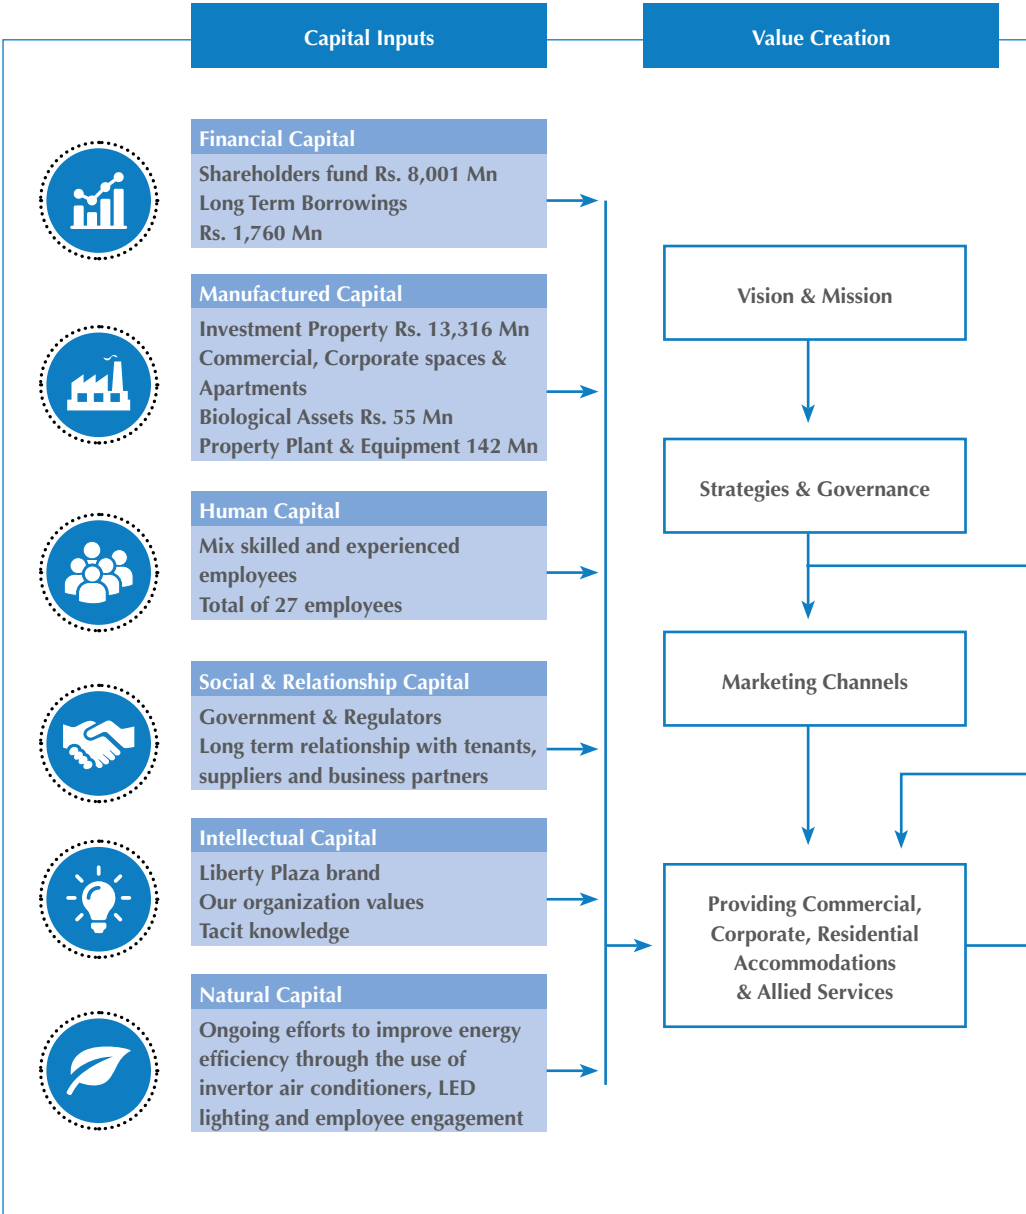 Capital Inputs
Value Creation
Financial Capital
Shareholders fund Rs. 8,001 Mn
Long Term Borrowings
Rs. 1,760 Mn
Manufactured Capital
Investment Property Rs. 13,316 Mn
Commercial, Corporate spaces &
Apartments
Biological Assets Rs. 55 Mn
Property Plant & Equipment 142 Mn
Human Capital
Mix skilled and experienced
employees
Total of 27 employees
Social & Relationship Capital
Government & Regulators
Long term relationship with tenants,
suppliers and business partners
Intellectual Capital
Liberty Plaza brand
Our organization values
Tacit knowledge
Natural Capital
Ongoing efforts to improve energy
efficiency through the use of
invertor air conditioners, LED
lighting and employee engagement
Vision & Mission
Strategies & Governance
Marketing Channels
Providing Commercial,
Corporate, Residential
Accommodations
& Allied Services